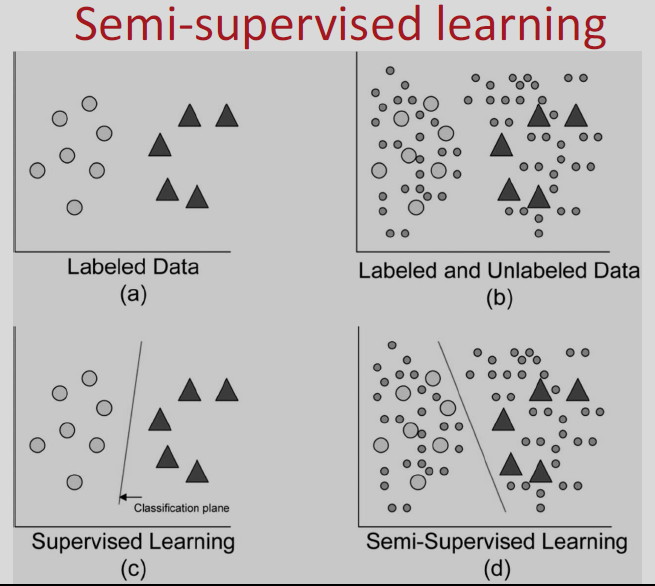 Semi-supervised learning
Labeled Data
(a)
Labeled and Unlabeled Data
(b)
Classification plane
Supervised Learning
(c)
Semi-Supervised Learning
(d)